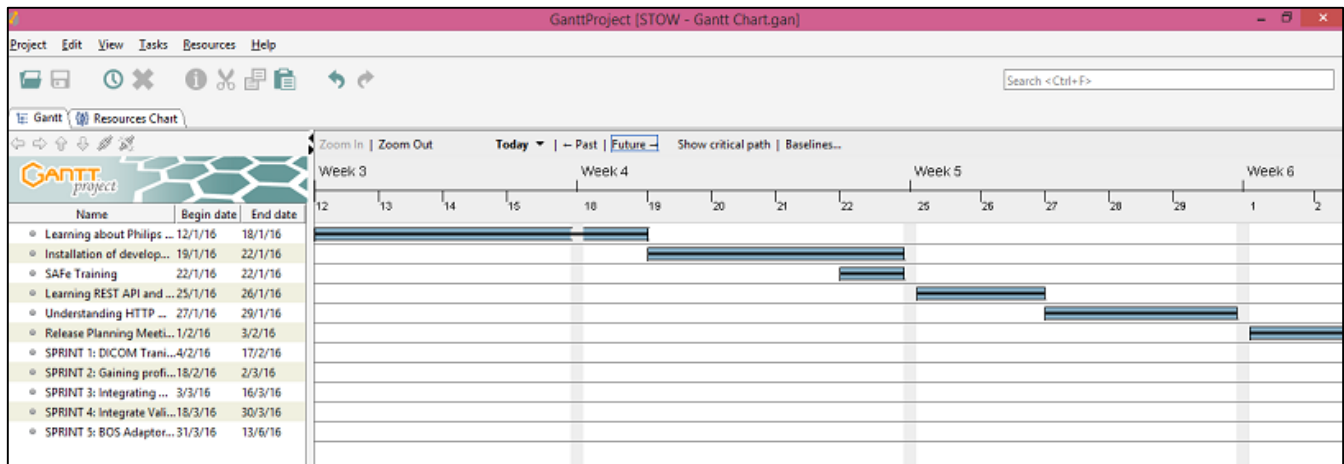 GanttProject [STOW - Gantt Chart.gan]
Project Edit View Tasks Resources Help
Search <Ctrl+F>
Gantt Resources Chart
Zoom In | Zoom Out Today ▼ | ← Past | Future → Show critical path | Baselines...
GANTT project
Week 3 Week 4 Week 5 Week 6
12 13 14 15 18 19 20 21 22 25 26 27 28 29 1 2
Name Begin date End date
Learning about Philips ... 12/1/16 18/1/16
Installation of develop... 19/1/16 22/1/16
SAFe Training 22/1/16 22/1/16
Learning REST API and ... 25/1/16 26/1/16
Understanding HTTP ... 27/1/16 29/1/16
Release Planning Meeti... 1/2/16 3/2/16
SPRINT 1: DICOM Trani... 4/2/16 17/2/16
SPRINT 2: Gaining profi... 18/2/16 2/3/16
SPRINT 3: Integrating ... 3/3/16 16/3/16
SPRINT 4: Integrate Vali... 18/3/16 30/3/16
SPRINT 5: BOS Adaptor... 31/3/16 13/6/16